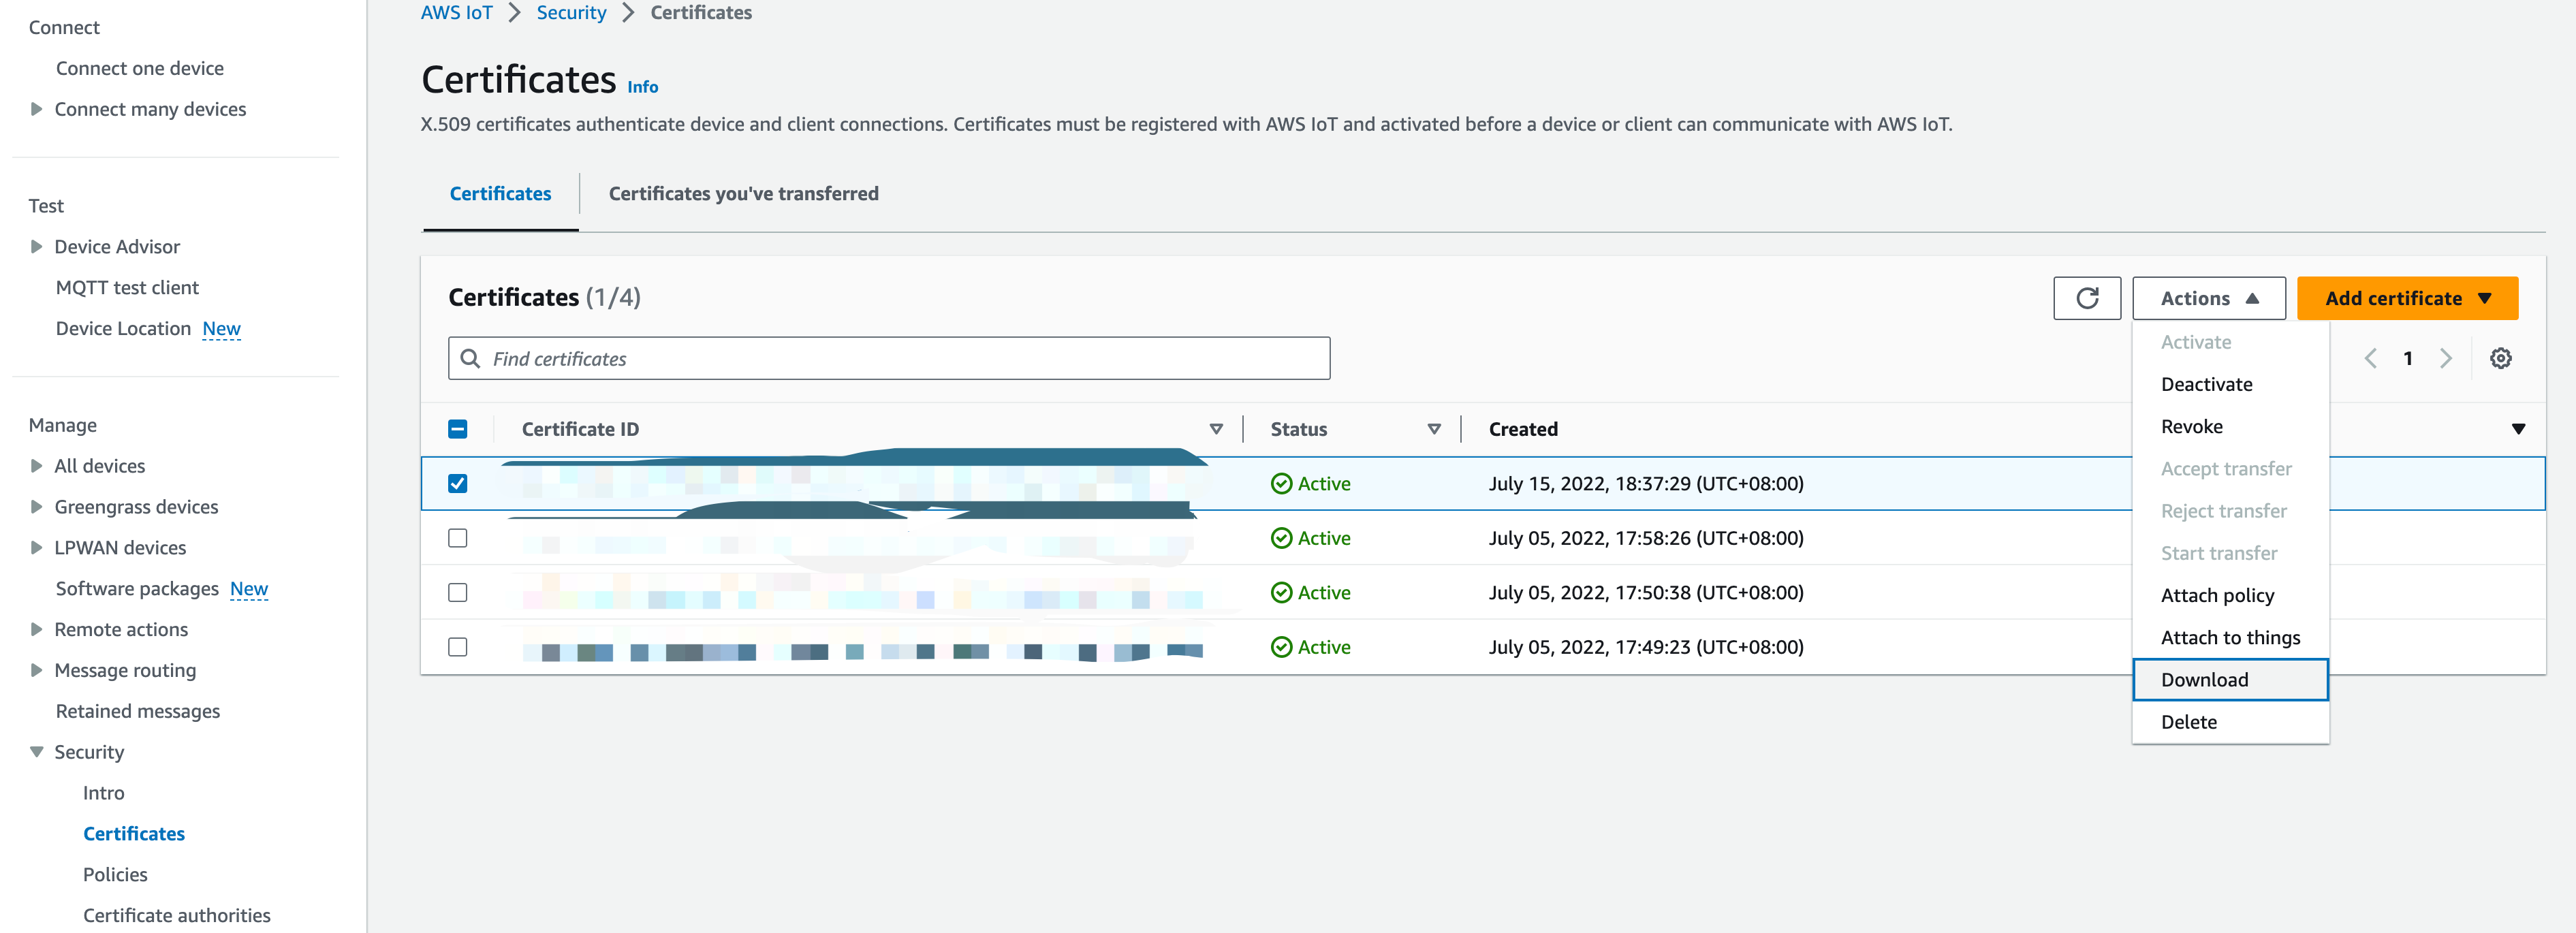 Connect
Connect one device
Connect many devices
Test
Device Advisor
MQTT test client
Device Location New
Manage
All devices
Greengrass devices
LPWAN devices
Software packages New
Remote actions
Message routing
Retained messages
Security
Intro
Certificates
Policies
Certificate authorities
AWS IoT > Security > Certificates
Certificates Info
X.509 certificates authenticate device and client connections. Certificates must be registered with AWS IoT and activated before a device or client can communicate with AWS IoT.
Certificates Certificates you've transferred
Certificates (1/4)
Actions Add certificate
Find certificates
1
Certificate ID Status Created
Active July 15, 2022, 18:37:29 (UTC+08:00)
Active July 05, 2022, 17:58:26 (UTC+08:00)
Active July 05, 2022, 17:50:38 (UTC+08:00)
Active July 05, 2022, 17:49:23 (UTC+08:00)
Activate
Deactivate
Revoke
Accept transfer
Reject transfer
Start transfer
Attach policy
Attach to things
Download
Delete